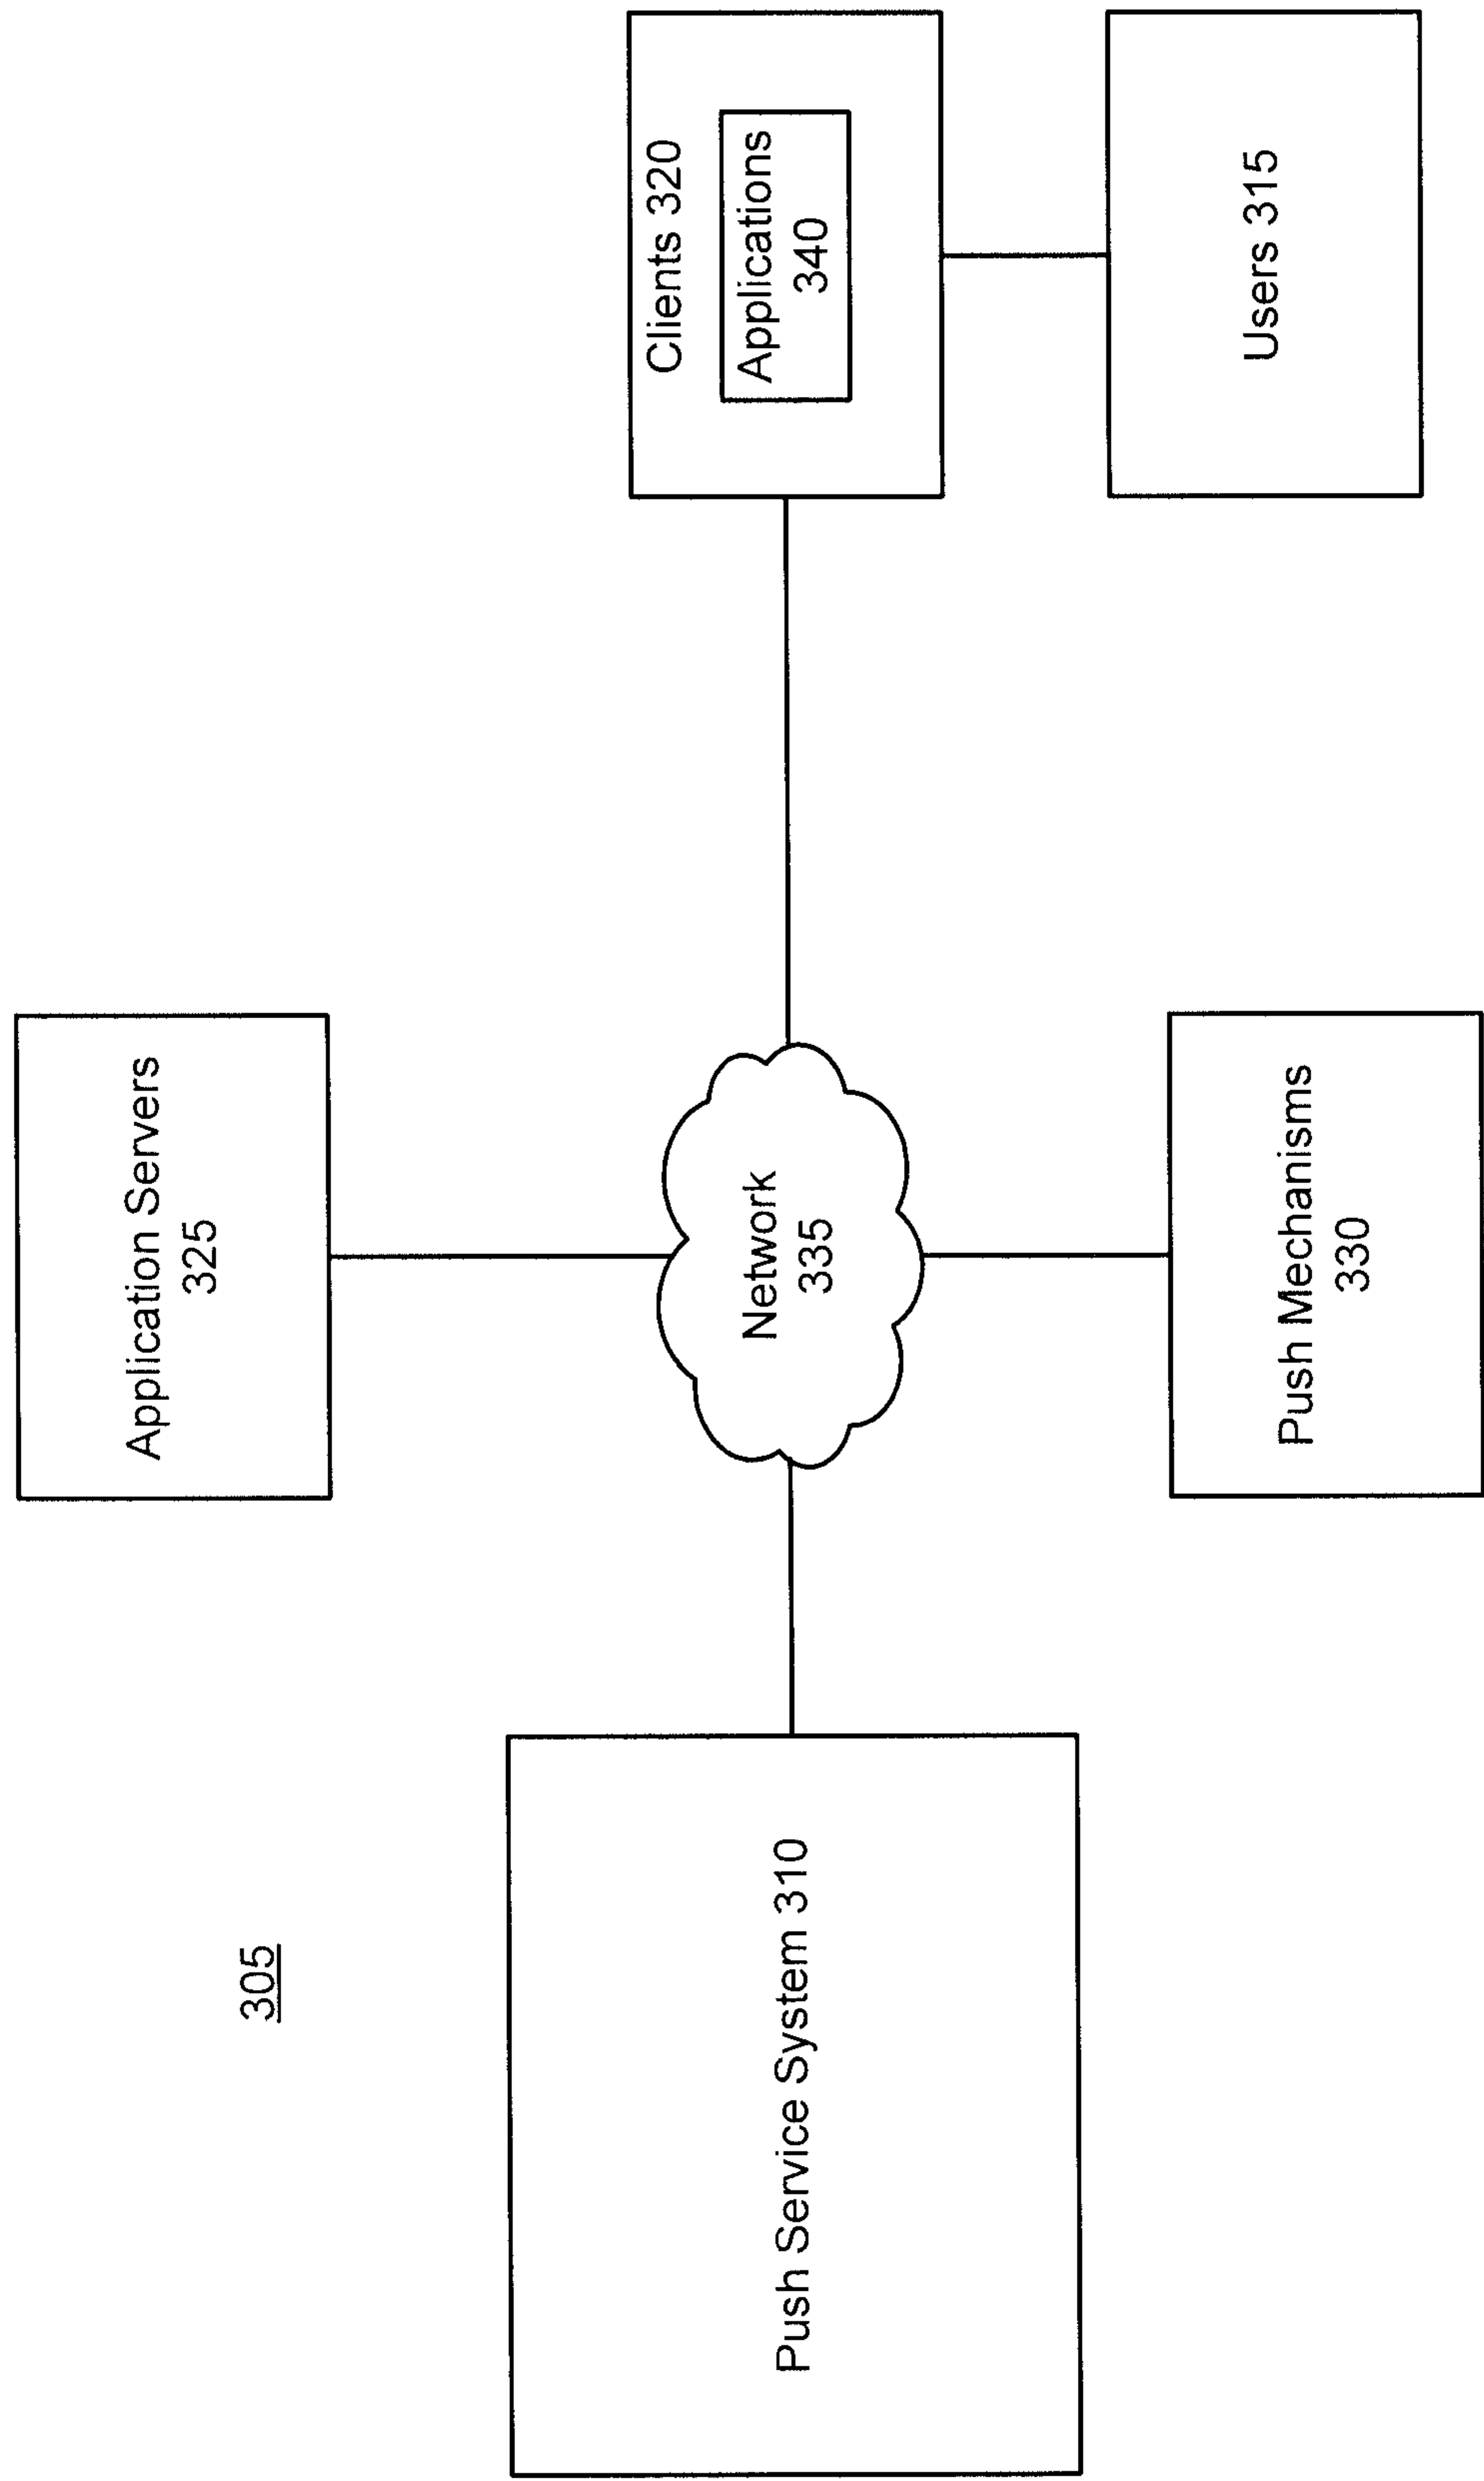 305
Application Servers
325
Push Service System 310
Network
335
Clients 320
Applications
340
Push Mechanisms
330
Users 315